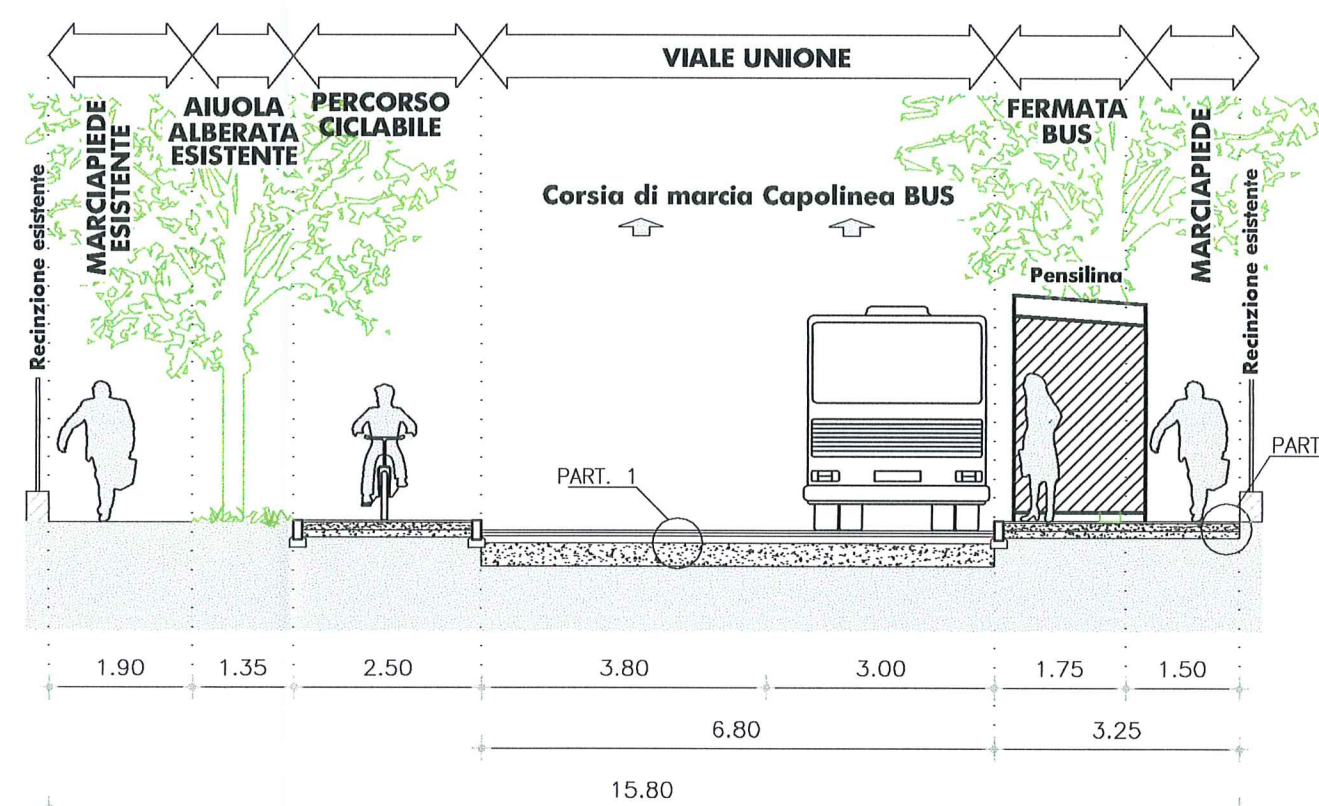 VIALE UNIONE
MARCIAPIEDE
ESISTENTE
AIUOLA
ALBERATA
ESISTENTE
PERCORSO
CICLABILE
FERMATA
BUS
MARCIAPIEDE
Recinzione esistente
Corsia di marcia Capolinea BUS
Pensilina
Recinzione esistente
PART. 1
PART
1.90 1.35 2.50 3.80 3.00 1.75 1.50
6.80 3.25
15.80